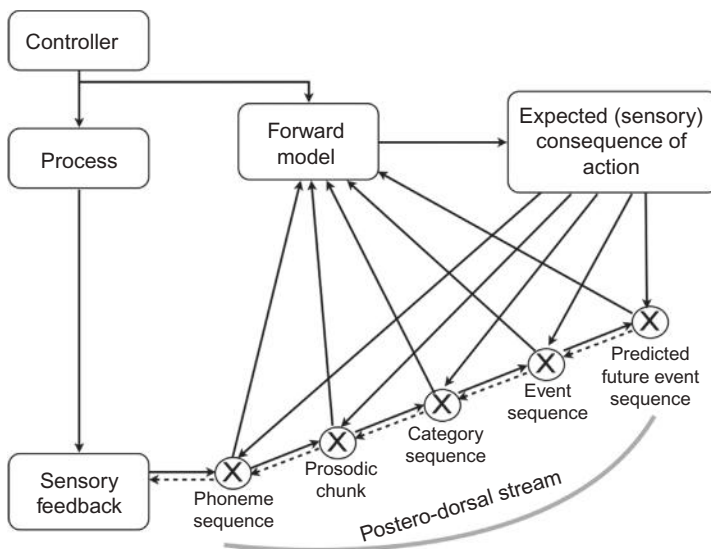 Controller
Process
Forward
model
Expected (sensory)
consequence of
action
Sensory
feedback
X
Phoneme
sequence
X
Prosodic
chunk
X
Category
sequence
X
Event
sequence
X
Predicted
future event
sequence
Postero-dorsal stream